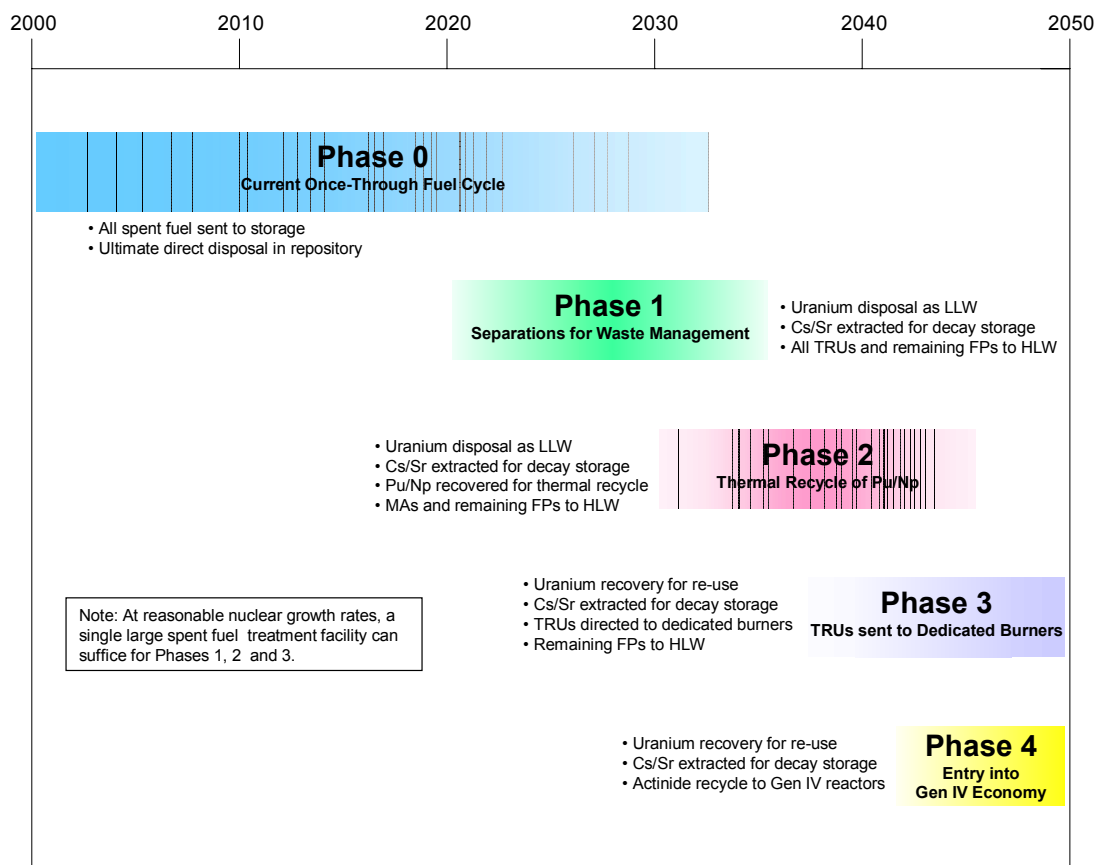 2000 2010 2020 2030 2040 2050
Phase 0
Current Once-Through Fuel Cycle
• All spent fuel sent to storage
• Ultimate direct disposal in repository
Phase 1
Separations for Waste Management
• Uranium disposal as LLW
• Cs/Sr extracted for decay storage
• All TRUs and remaining FPs to HLW
• Uranium disposal as LLW
• Cs/Sr extracted for decay storage
• Pu/Np recovered for thermal recycle
• MAs and remaining FPs to HLW
Phase 2
Thermal Recycle of Pu/Np
• Uranium recovery for re-use
• Cs/Sr extracted for decay storage
• TRUs directed to dedicated burners
• Remaining FPs to HLW
Phase 3
TRUs sent to Dedicated Burners
Note: At reasonable nuclear growth rates, a
single large spent fuel treatment facility can
suffice for Phases 1, 2 and 3.
• Uranium recovery for re-use
• Cs/Sr extracted for decay storage
• Actinide recycle to Gen IV reactors
Phase 4
Entry into
Gen IV Economy